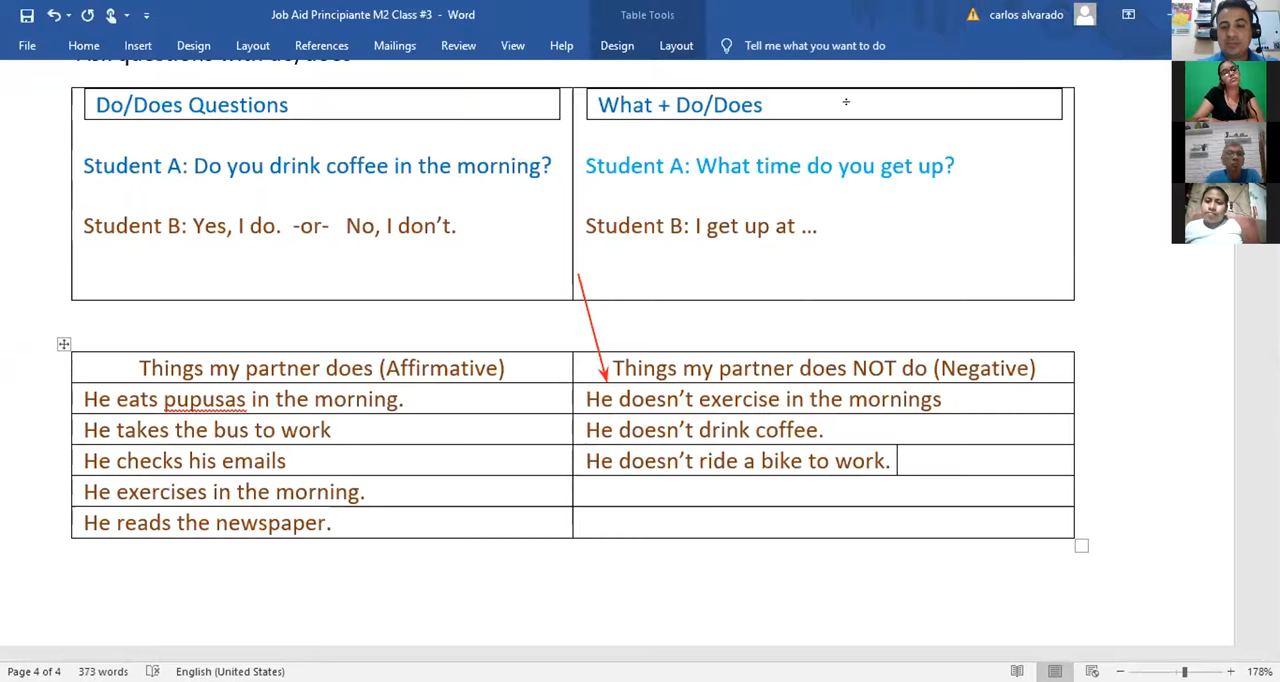 Job Aid Principiante M2 Class #3 - Word
Table Tools
carlos alvarado
File Home Insert Design Layout References Mailings Review View Help Design Layout Tell me what you want to do
Ask questions with do/does
Do/Does Questions
Student A: Do you drink coffee in the morning?
Student B: Yes, I do. -or- No, I don't.
What + Do/Does
Student A: What time do you get up?
Student B: I get up at ...
Things my partner does (Affirmative)
Things my partner does NOT do (Negative)
He eats pupusas in the morning.
He doesn't exercise in the mornings
He takes the bus to work
He doesn't drink coffee.
He checks his emails
He doesn't ride a bike to work.
He exercises in the morning.
He reads the newspaper.
Page 4 of 4 373 words English (United States) 178%